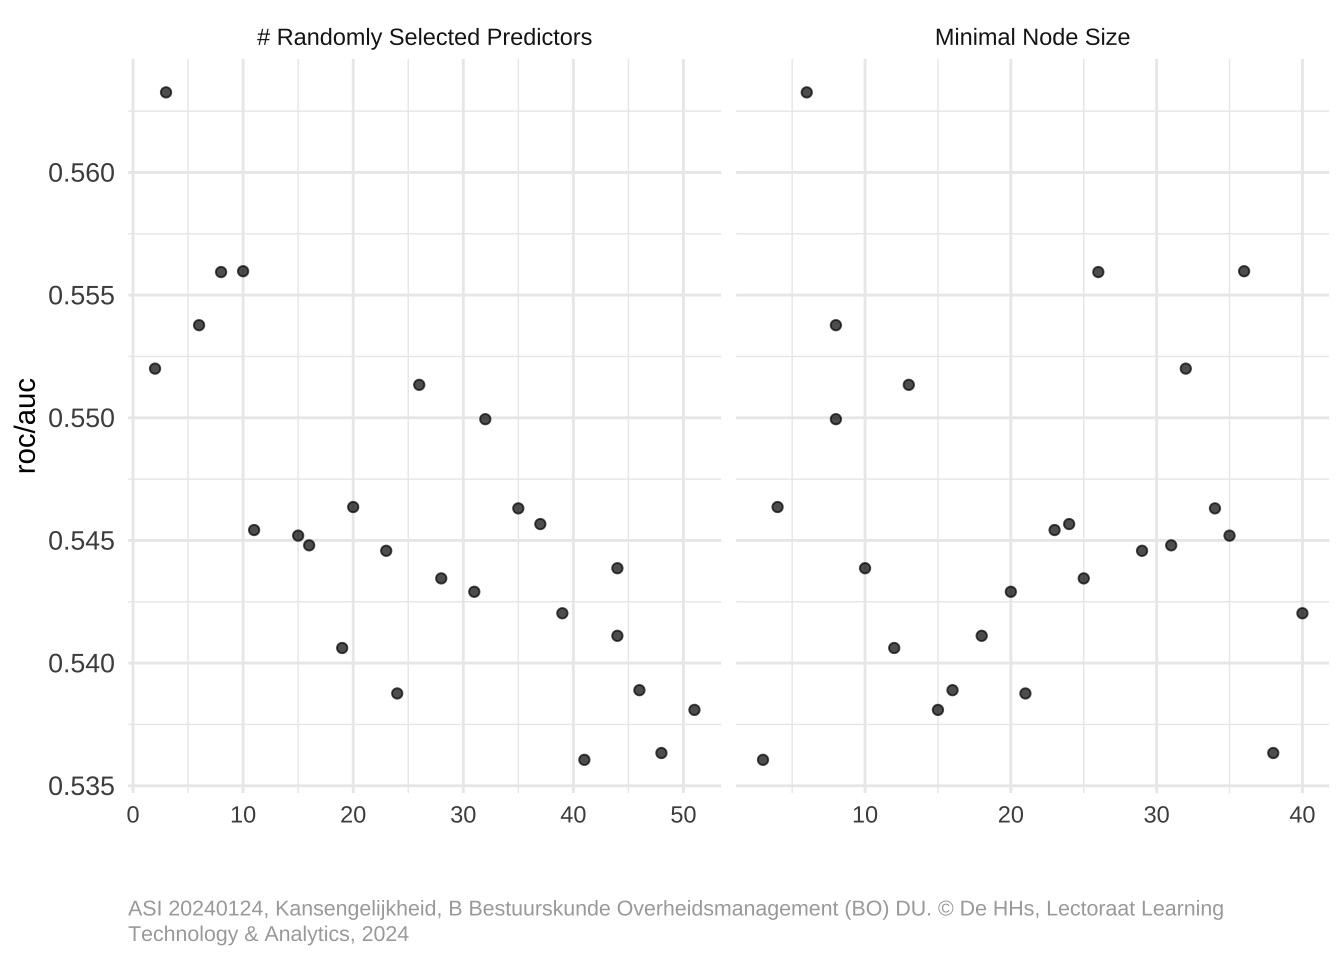 # Randomly Selected Predictors
Minimal Node Size
roc/auc
0.560
0.555
0.550
0.545
0.540
0.535
0 10 20 30 40 50
10 20 30 40
ASI 20240124, Kansengelijkheid, B Bestuurskunde Overheidsmanagement (BO) DU. © De HHs, Lectoraat Learning
Technology & Analytics, 2024